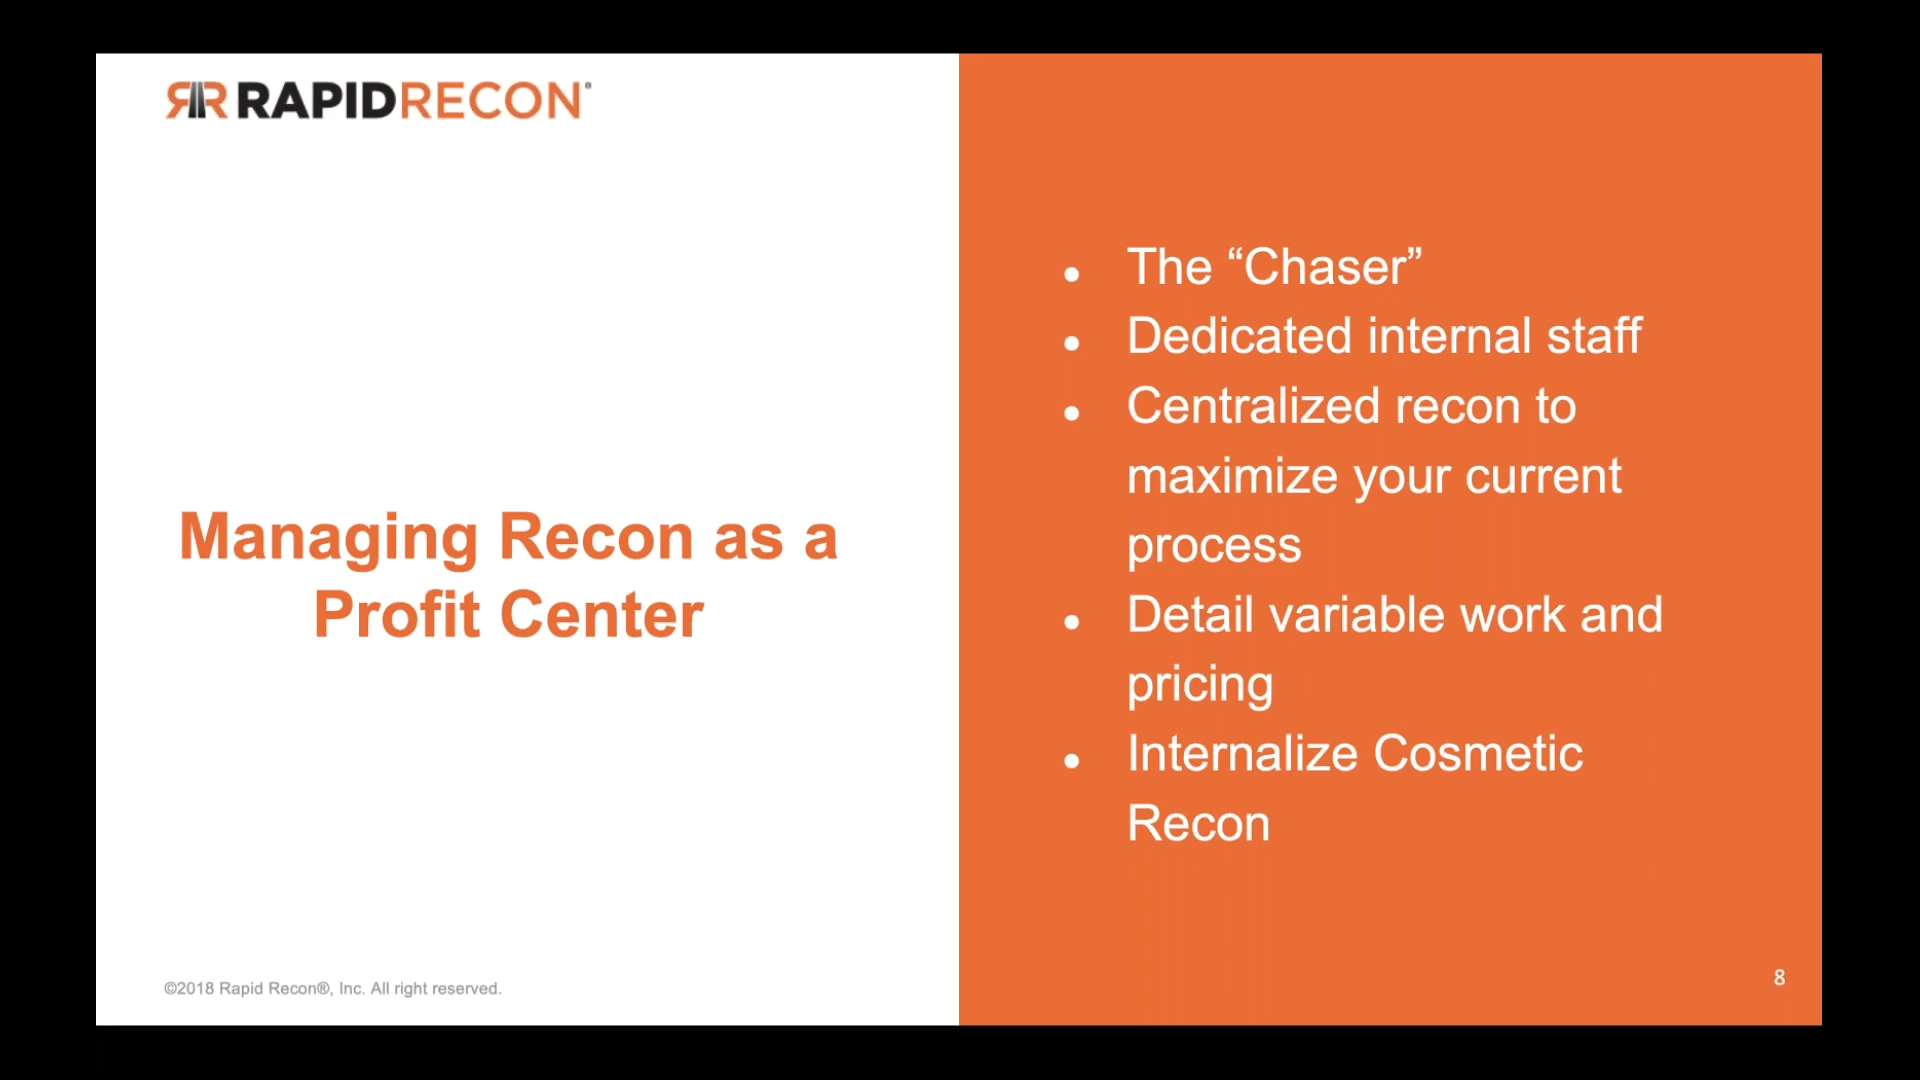 RAPIDRECON®
Managing Recon as a
Profit Center
©2018 Rapid Recon®, Inc. All right reserved.
• The “Chaser”
• Dedicated internal staff
• Centralized recon to
maximize your current
process
• Detail variable work and
pricing
• Internalize Cosmetic
Recon
8